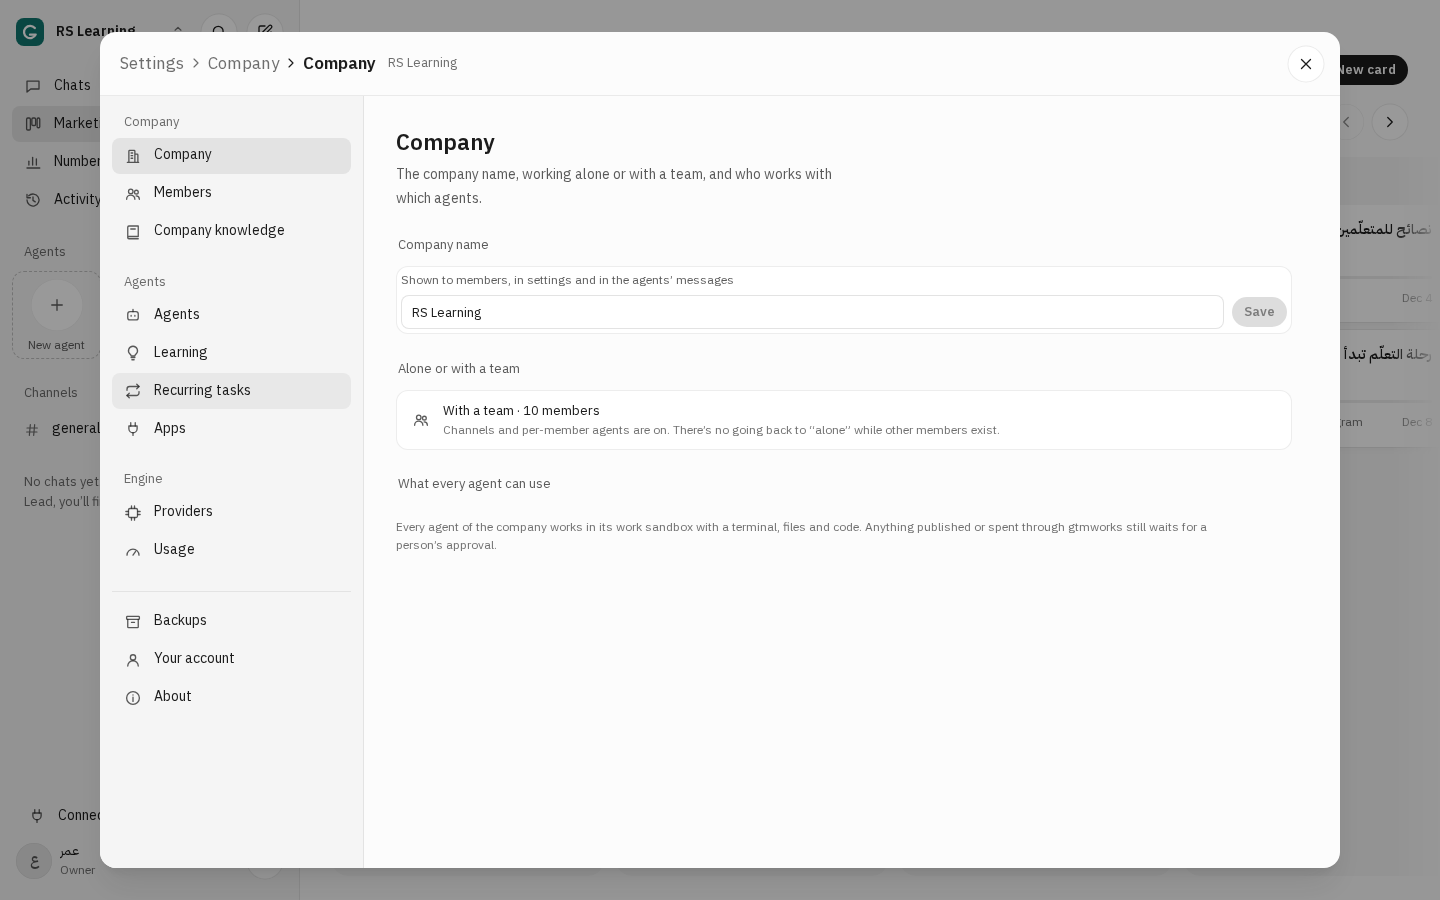 RS Learning
Chats
Number
Activity
Agents
New agent
Channels
general
No chats yet
عمر
Owner
Settings > Company > Company RS Learning
Company
Company
Members
Company knowledge
Agents
Agents
Learning
Recurring tasks
Apps
Engine
Providers
Usage
Backups
Your account
About
Company
The company name, working alone or with a team, and who works with
which agents.
Company name
Shown to members, in settings and in the agents’ messages
RS Learning
Save
Alone or with a team
With a team · 10 members
Channels and per-member agents are on. There’s no going back to “alone” while other members exist.
What every agent can use
Every agent of the company works in its work sandbox with a terminal, files and code. Anything published or spent through gtmworks still waits for a
person’s approval.
New card
نصائح للمتعلّمين
Dec 4
رحلة التعلّم تبدأ
Dec 8